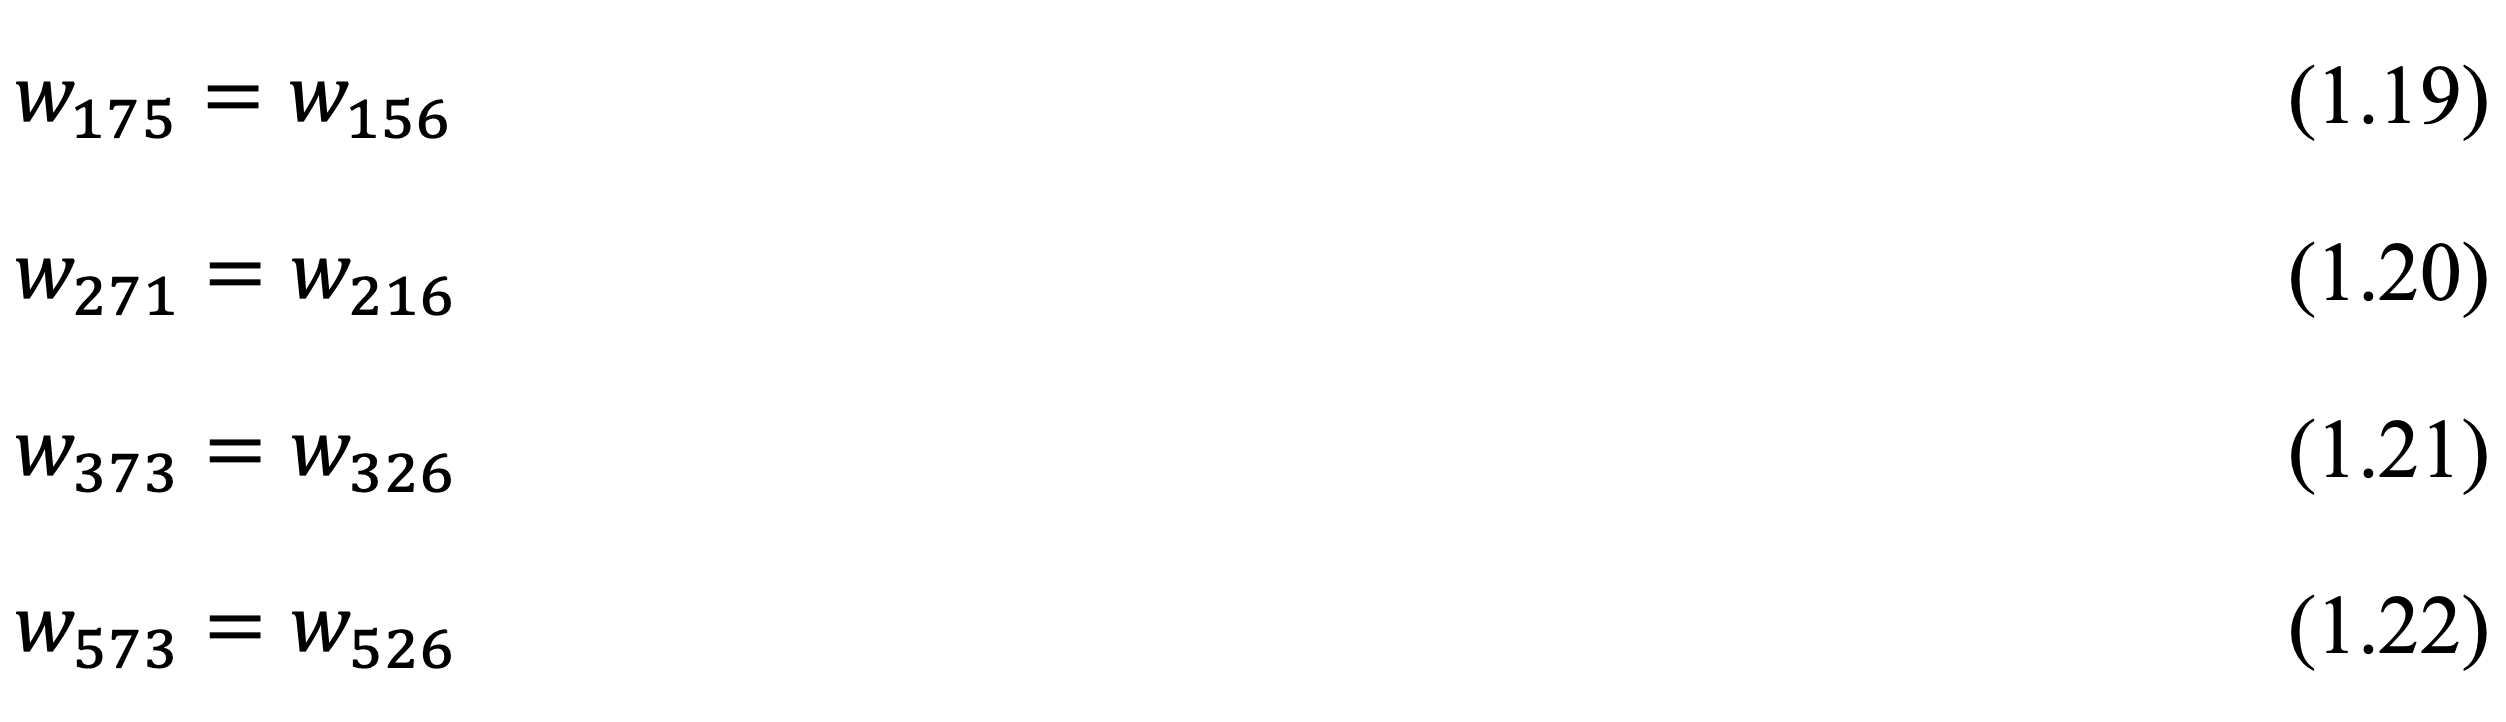 w₁₇₅ = w₁₅₆ (1.19)
w₂₇₁ = w₂₁₆ (1.20)
w₃₇₃ = w₃₂₆ (1.21)
w₅₇₃ = w₅₂₆ (1.22)